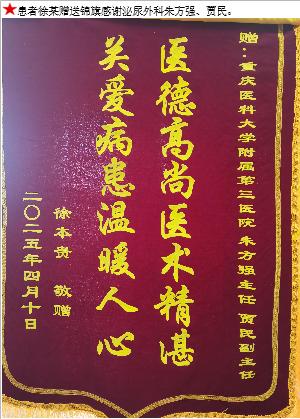 ★患者徐某赠送锦旗感谢泌尿外科朱方强、贾民。
赠：重庆医科大学附属第三医院 朱方强主任 贾民副主任
医德高尚医术精湛
关爱病患温暖人心
徐本贵 敬赠
二〇二五年四月十日